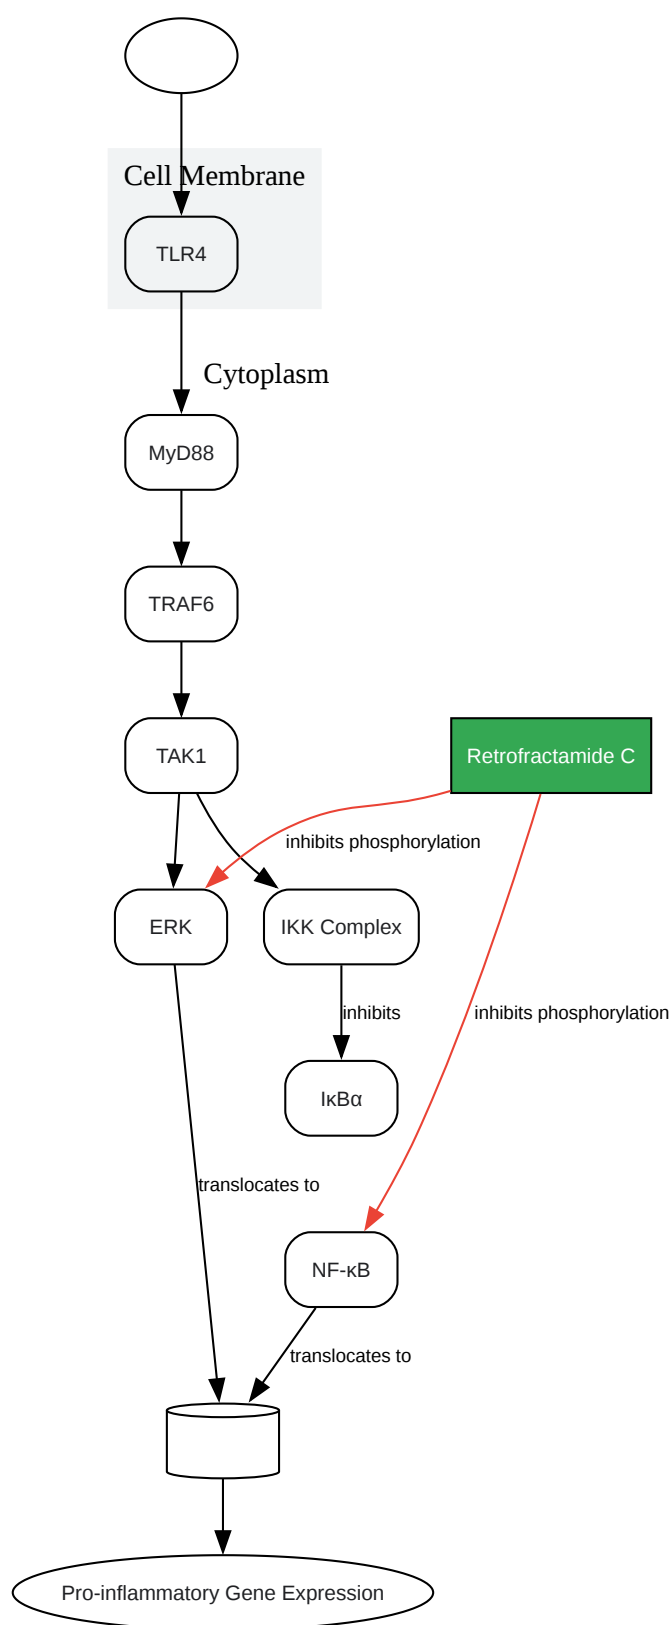 Cell Membrane
TLR4
Cytoplasm
MyD88
TRAF6
TAK1
Retrofractamide C
inhibits phosphorylation
ERK
IKK Complex
inhibits
inhibits phosphorylation
IκBα
translocates to
NF-κB
translocates to
Pro-inflammatory Gene Expression